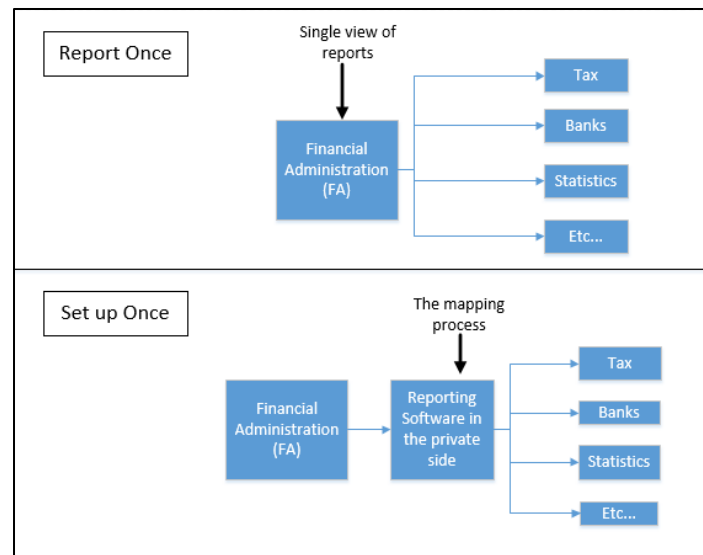 Report Once
Single view of
reports
Financial
Administration
(FA)
Tax
Banks
Statistics
Etc...
Set up Once
The mapping
process
Financial
Administration
(FA)
Reporting
Software in
the private
side
Tax
Banks
Statistics
Etc...